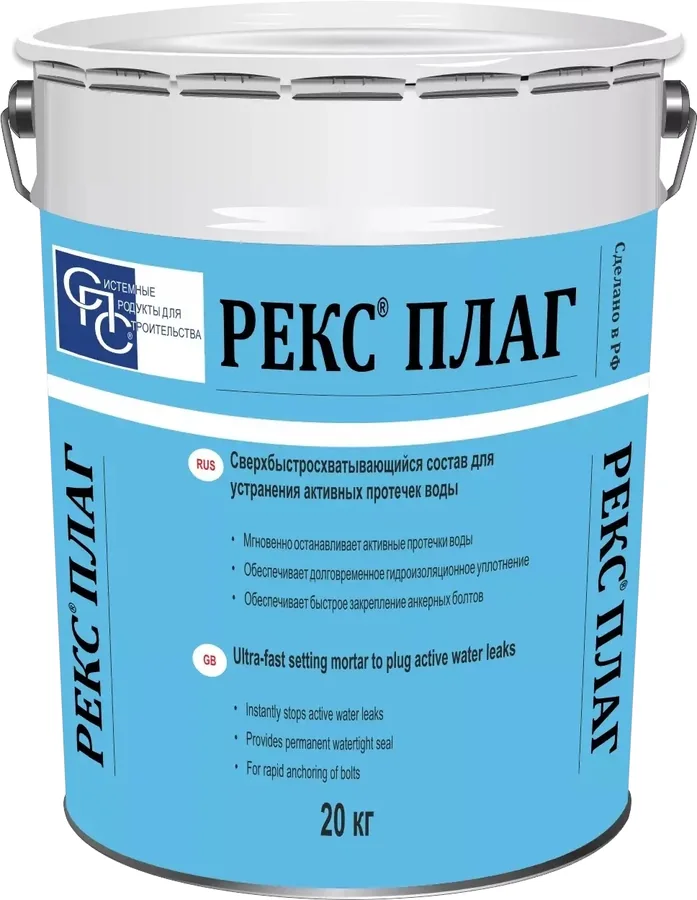 СИСТЕМНЫЕ
ПРОДУКТЫ ДЛЯ
СТРОИТЕЛЬСТВА
®
РЕКС® ПЛАГ
Сделано в РФ
РЕКС® ПЛАГ
RUS
Сверхбыстросхватывающийся состав для
устранения активных протечек воды
• Мгновенно останавливает активные протечки воды
• Обеспечивает долговременное гидроизоляционное уплотнение
• Обеспечивает быстрое закрепление анкерных болтов
GB
Ultra-fast setting mortar to plug active water leaks
• Instantly stops active water leaks
• Provides permanent watertight seal
• For rapid anchoring of bolts
20 кг
РЕКС® ПЛАГ